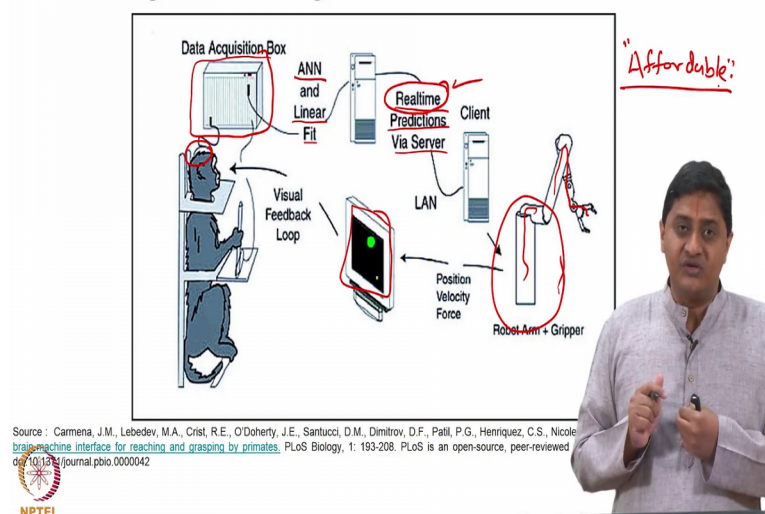 "Affordable".
Data Acquisition Box
ANN
and
Linear
Fit
Realtime
Predictions
Via Server
Client
LAN
Visual
Feedback
Loop
Position
Velocity
Force
Robot Arm + Gripper
Source : Carmena, J.M., Lebedev, M.A., Crist, R.E., O'Doherty, J.E., Santucci, D.M., Dimitrov, D.F., Patil, P.G., Henriquez, C.S., Nicole
brain-machine interface for reaching and grasping by primates. PLoS Biology, 1: 193-208. PLoS is an open-source, peer-reviewed
doi:10.1371/journal.pbio.0000042
NPTEL